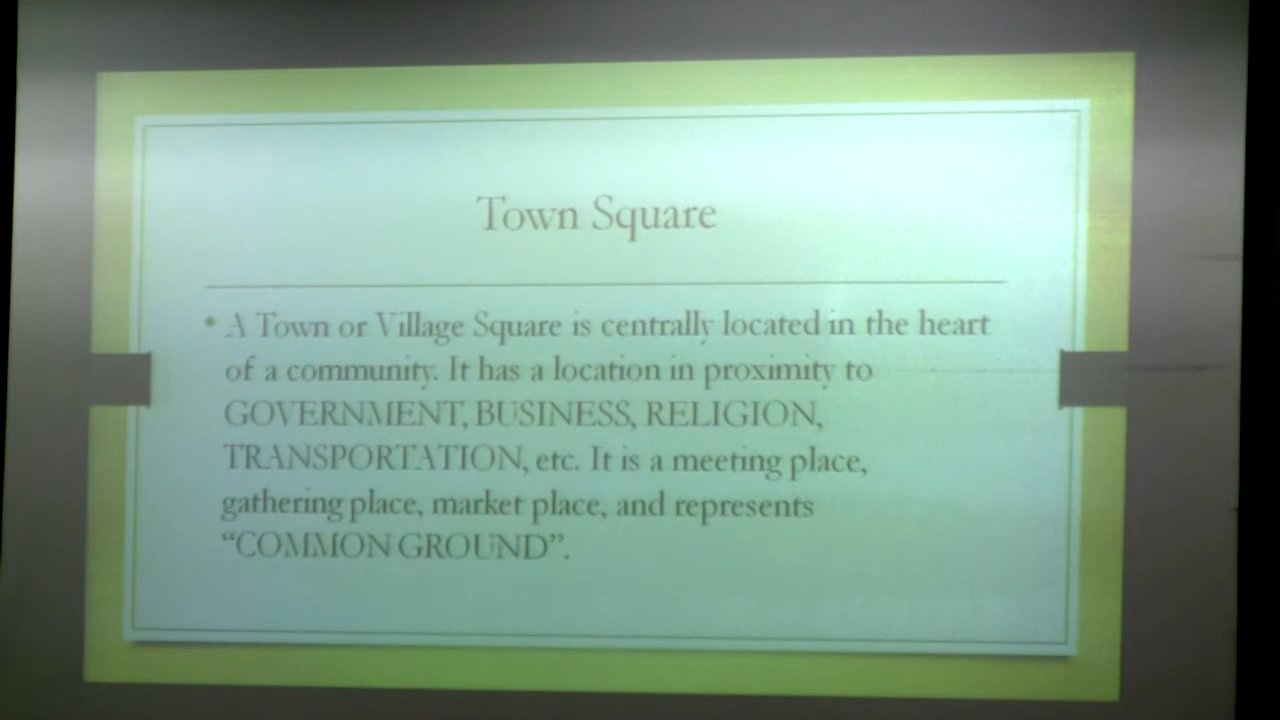 Town Square
• A Town or Village Square is centrally located in the heart
of a community. It has a location in proximity to
GOVERNMENT, BUSINESS, RELIGION,
TRANSPORTATION, etc. It is a meeting place,
gathering place, market place, and represents
“COMMON GROUND”.